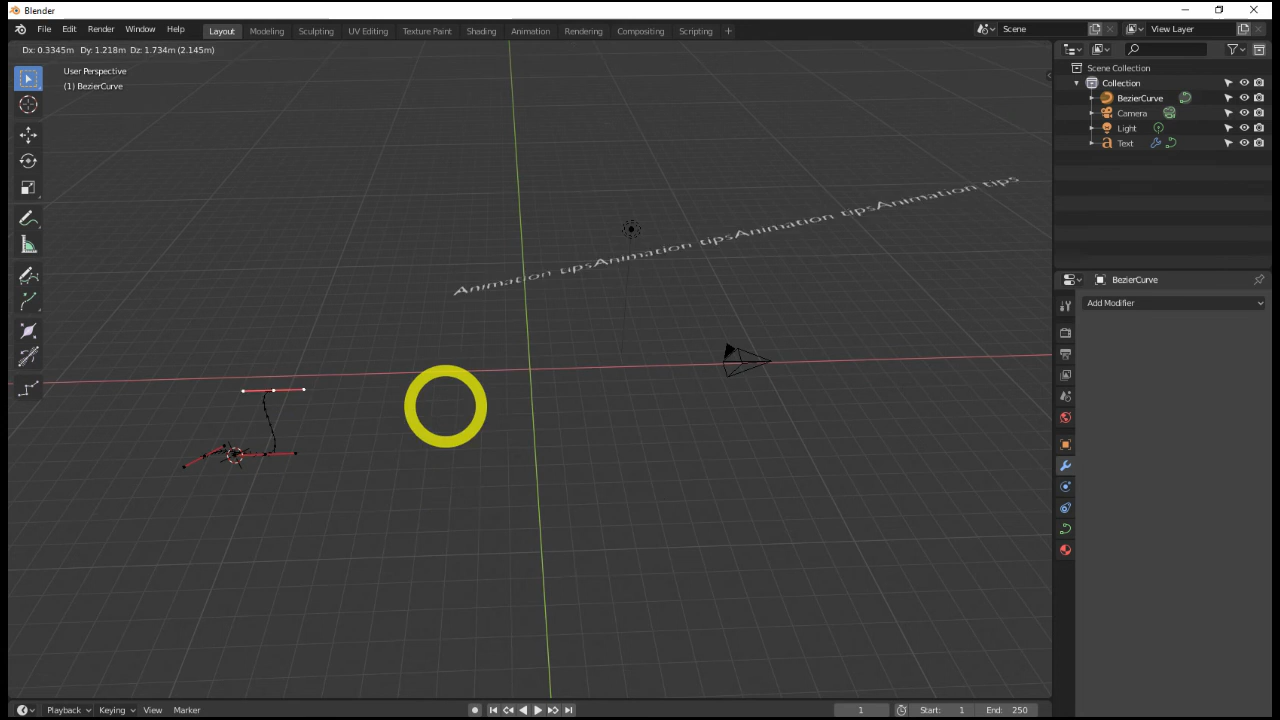 Blender
File Edit Render Window Help Layout Modeling Sculpting UV Editing Texture Paint Shading Animation Rendering Compositing Scripting + Scene View Layer
Dx: 0.3345m Dy: 1.218m Dz: 1.734m (2.145m)
User Perspective
(1) BezierCurve
Scene Collection
Collection
BezierCurve
Camera
Light
Text
Animation tipsAnimation tipsAnimation tipsAnimation tips
BezierCurve
Add Modifier
Playback Keying View Marker 1 Start: 1 End: 250